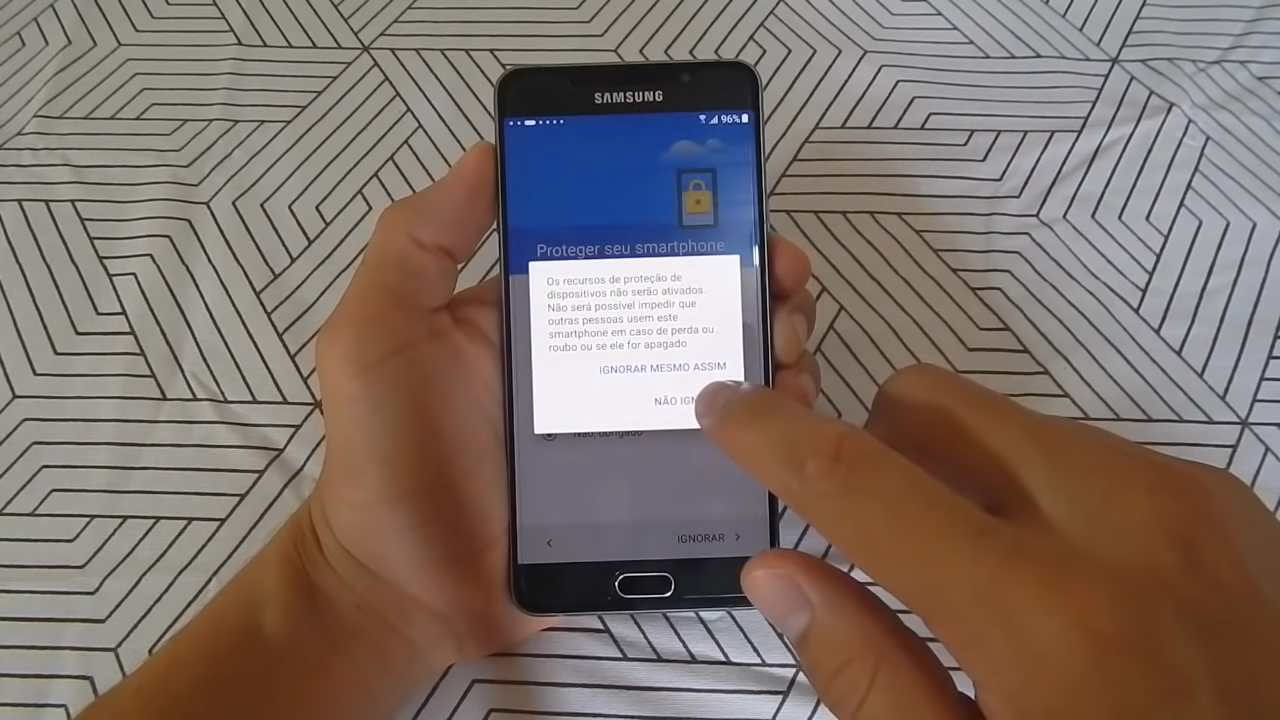 SAMSUNG
96%
Proteger seu smartphone
Os recursos de proteção de
dispositivos não serão ativados.
Não será possível impedir que
outras pessoas usem este
smartphone em caso de perda ou
roubo ou se ele for apagado.
IGNORAR MESMO ASSIM
NÃO IGN
Não, obrigado
IGNORAR